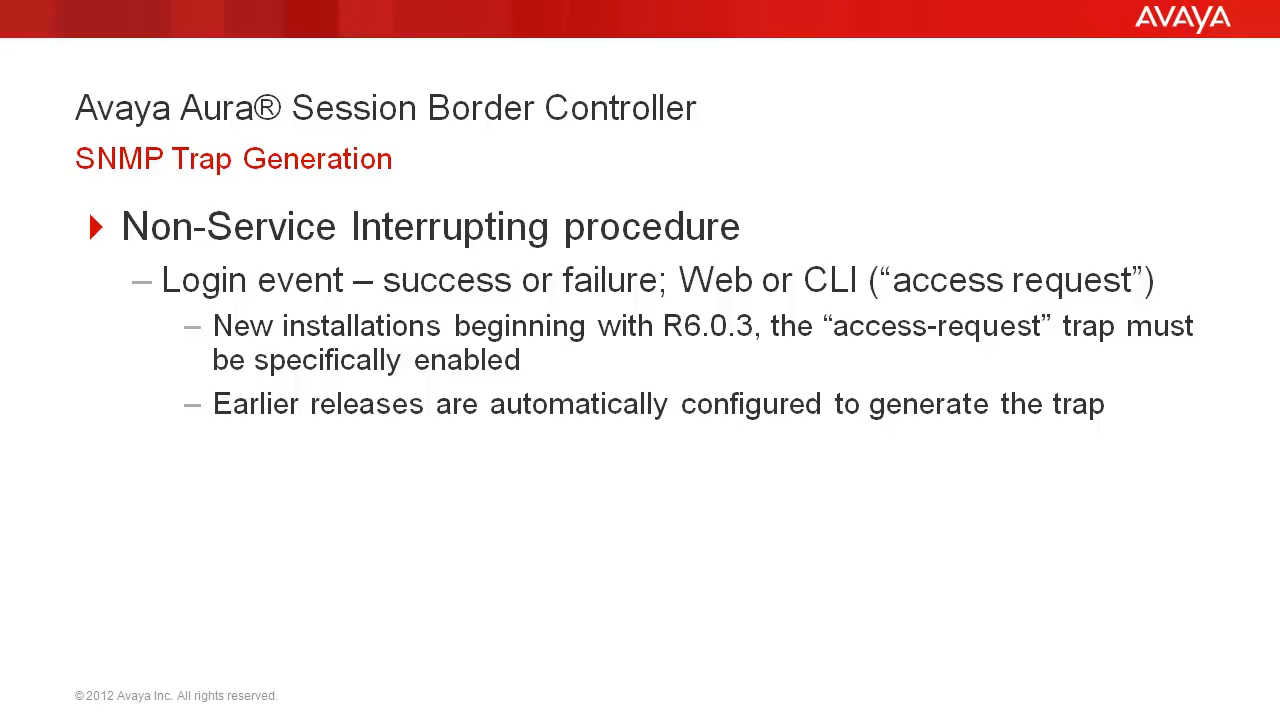 AVAYA
Avaya Aura® Session Border Controller
SNMP Trap Generation
Non-Service Interrupting procedure
– Login event – success or failure; Web or CLI (“access request”)
– New installations beginning with R6.0.3, the “access-request” trap must
be specifically enabled
– Earlier releases are automatically configured to generate the trap
© 2012 Avaya Inc. All rights reserved.